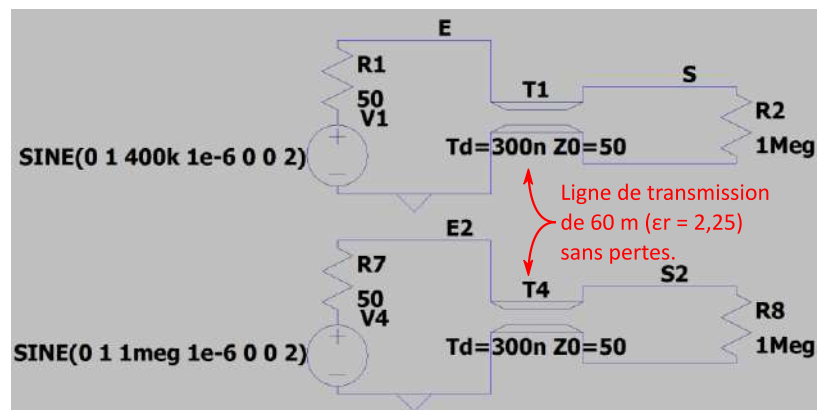 E
R1
50
V1
SINE(0 1 400k 1e-6 0 0 2)
T1
Td=300n Z0=50
S
R2
1Meg
Ligne de transmission
de 60 m (εr = 2,25)
sans pertes.
E2
R7
50
V4
SINE(0 1 1meg 1e-6 0 0 2)
T4
Td=300n Z0=50
S2
R8
1Meg